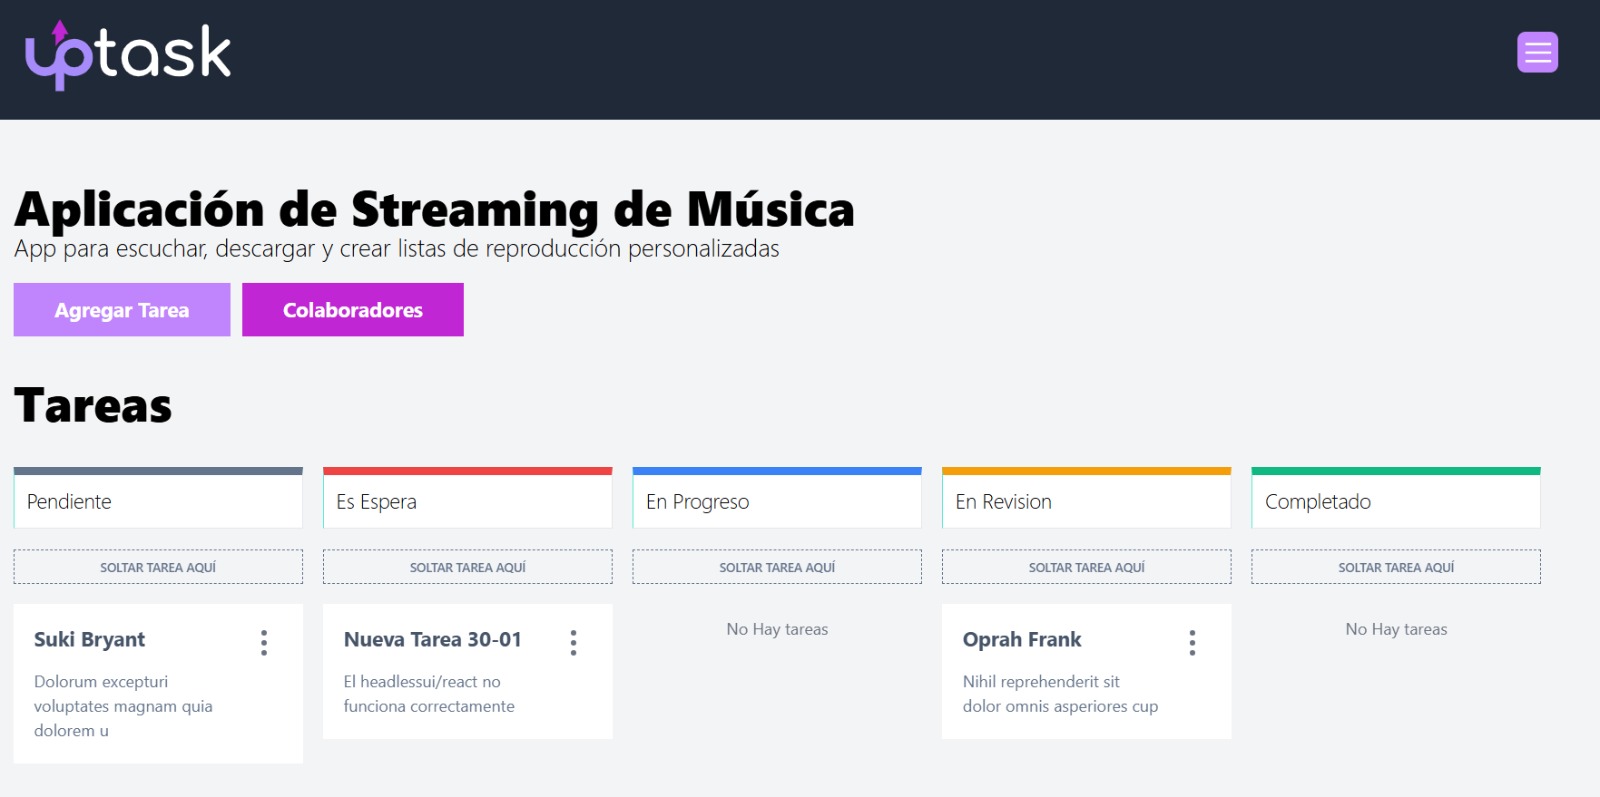 uptask
Aplicación de Streaming de Música
App para escuchar, descargar y crear listas de reproducción personalizadas
Agregar Tarea
Colaboradores
Tareas
Pendiente
Es Espera
En Progreso
En Revision
Completado
SOLTAR TAREA AQUÍ
SOLTAR TAREA AQUÍ
SOLTAR TAREA AQUÍ
SOLTAR TAREA AQUÍ
SOLTAR TAREA AQUÍ
Suki Bryant
Dolorum excepturi
voluptates magnam quia
dolorem u
Nueva Tarea 30-01
El headlessui/react no
funciona correctamente
No Hay tareas
Oprah Frank
Nihil reprehenderit sit
dolor omnis asperiores cup
No Hay tareas